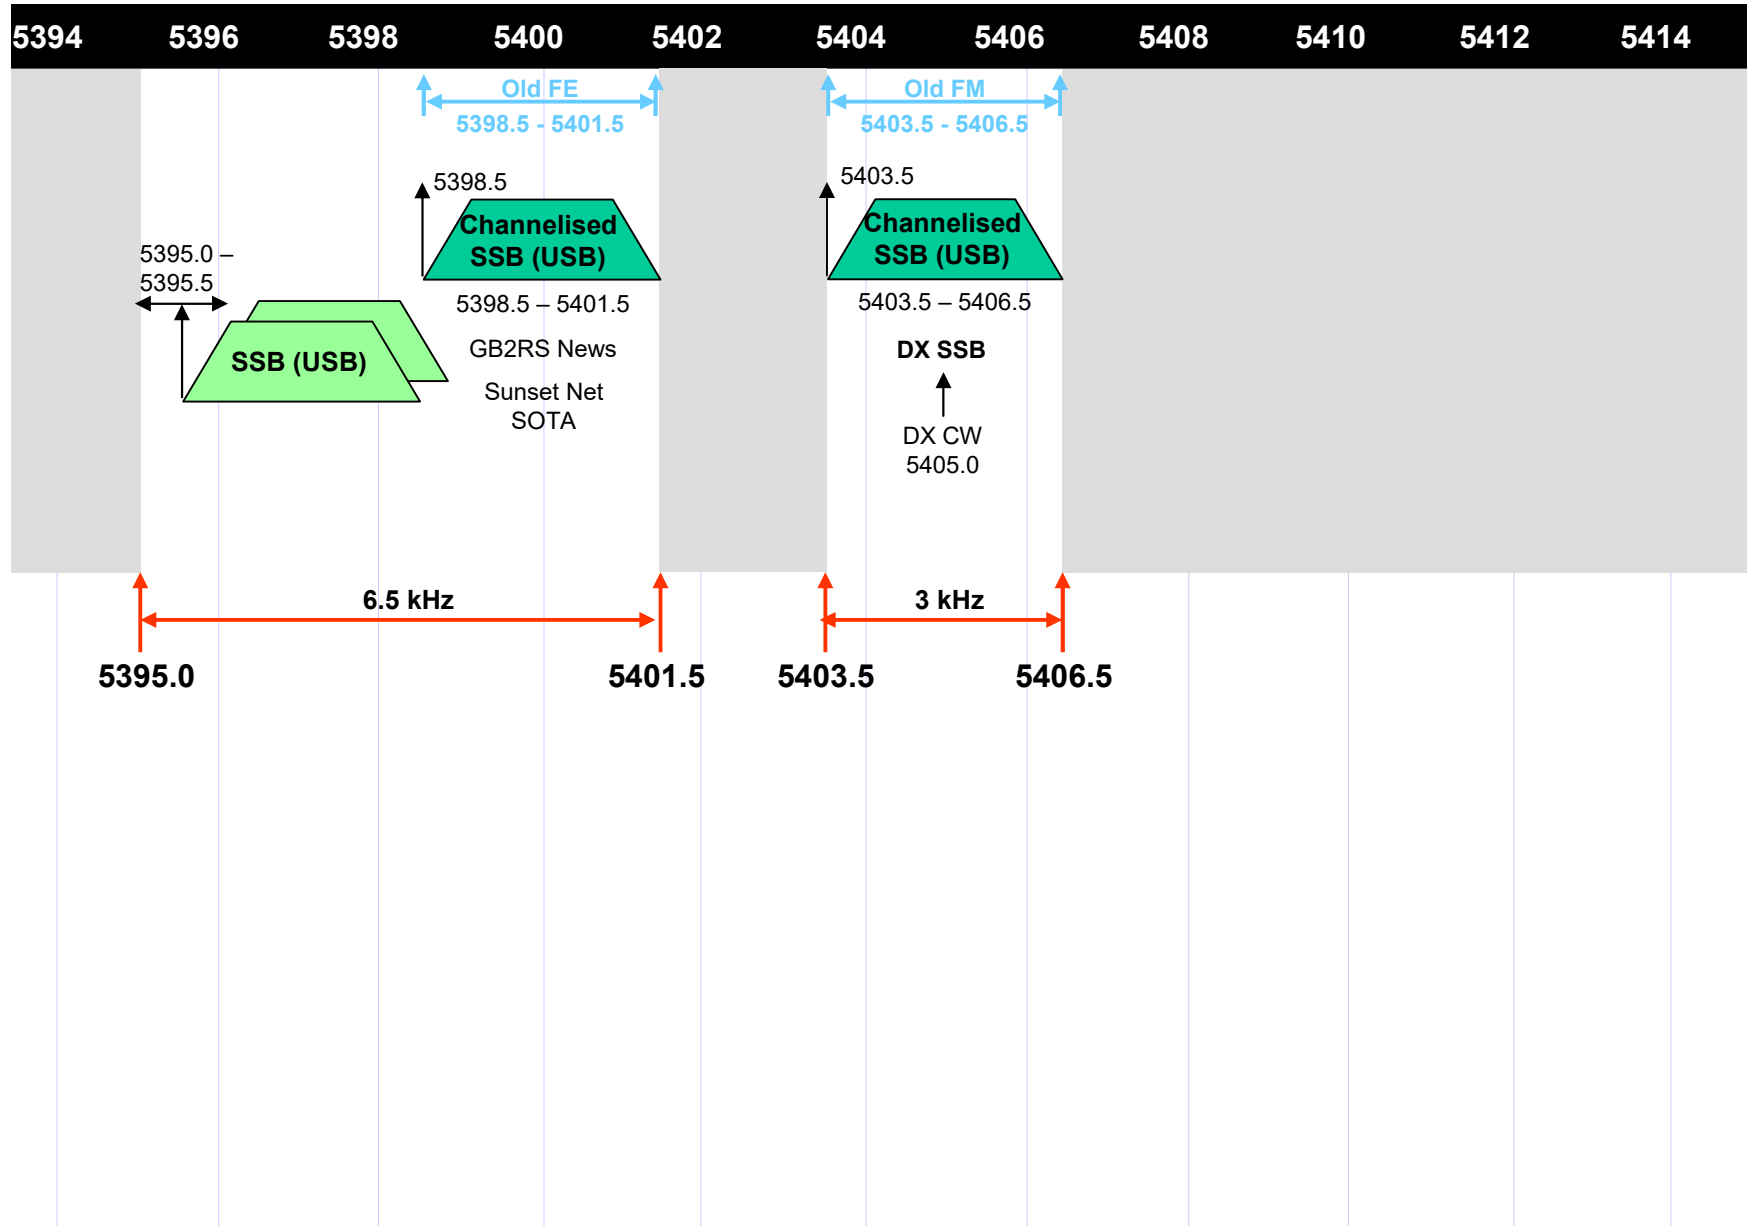 5394 5396 5398 5400 5402 5404 5406 5408 5410 5412 5414
Old FE
5398.5 - 5401.5
Old FM
5403.5 - 5406.5
5398.5
Channelised
SSB (USB)
5398.5 – 5401.5
GB2RS News
Sunset Net
SOTA
5403.5
Channelised
SSB (USB)
5403.5 – 5406.5
DX SSB
DX CW
5405.0
5395.0 –
5395.5
SSB (USB)
6.5 kHz
3 kHz
5395.0
5401.5
5403.5
5406.5